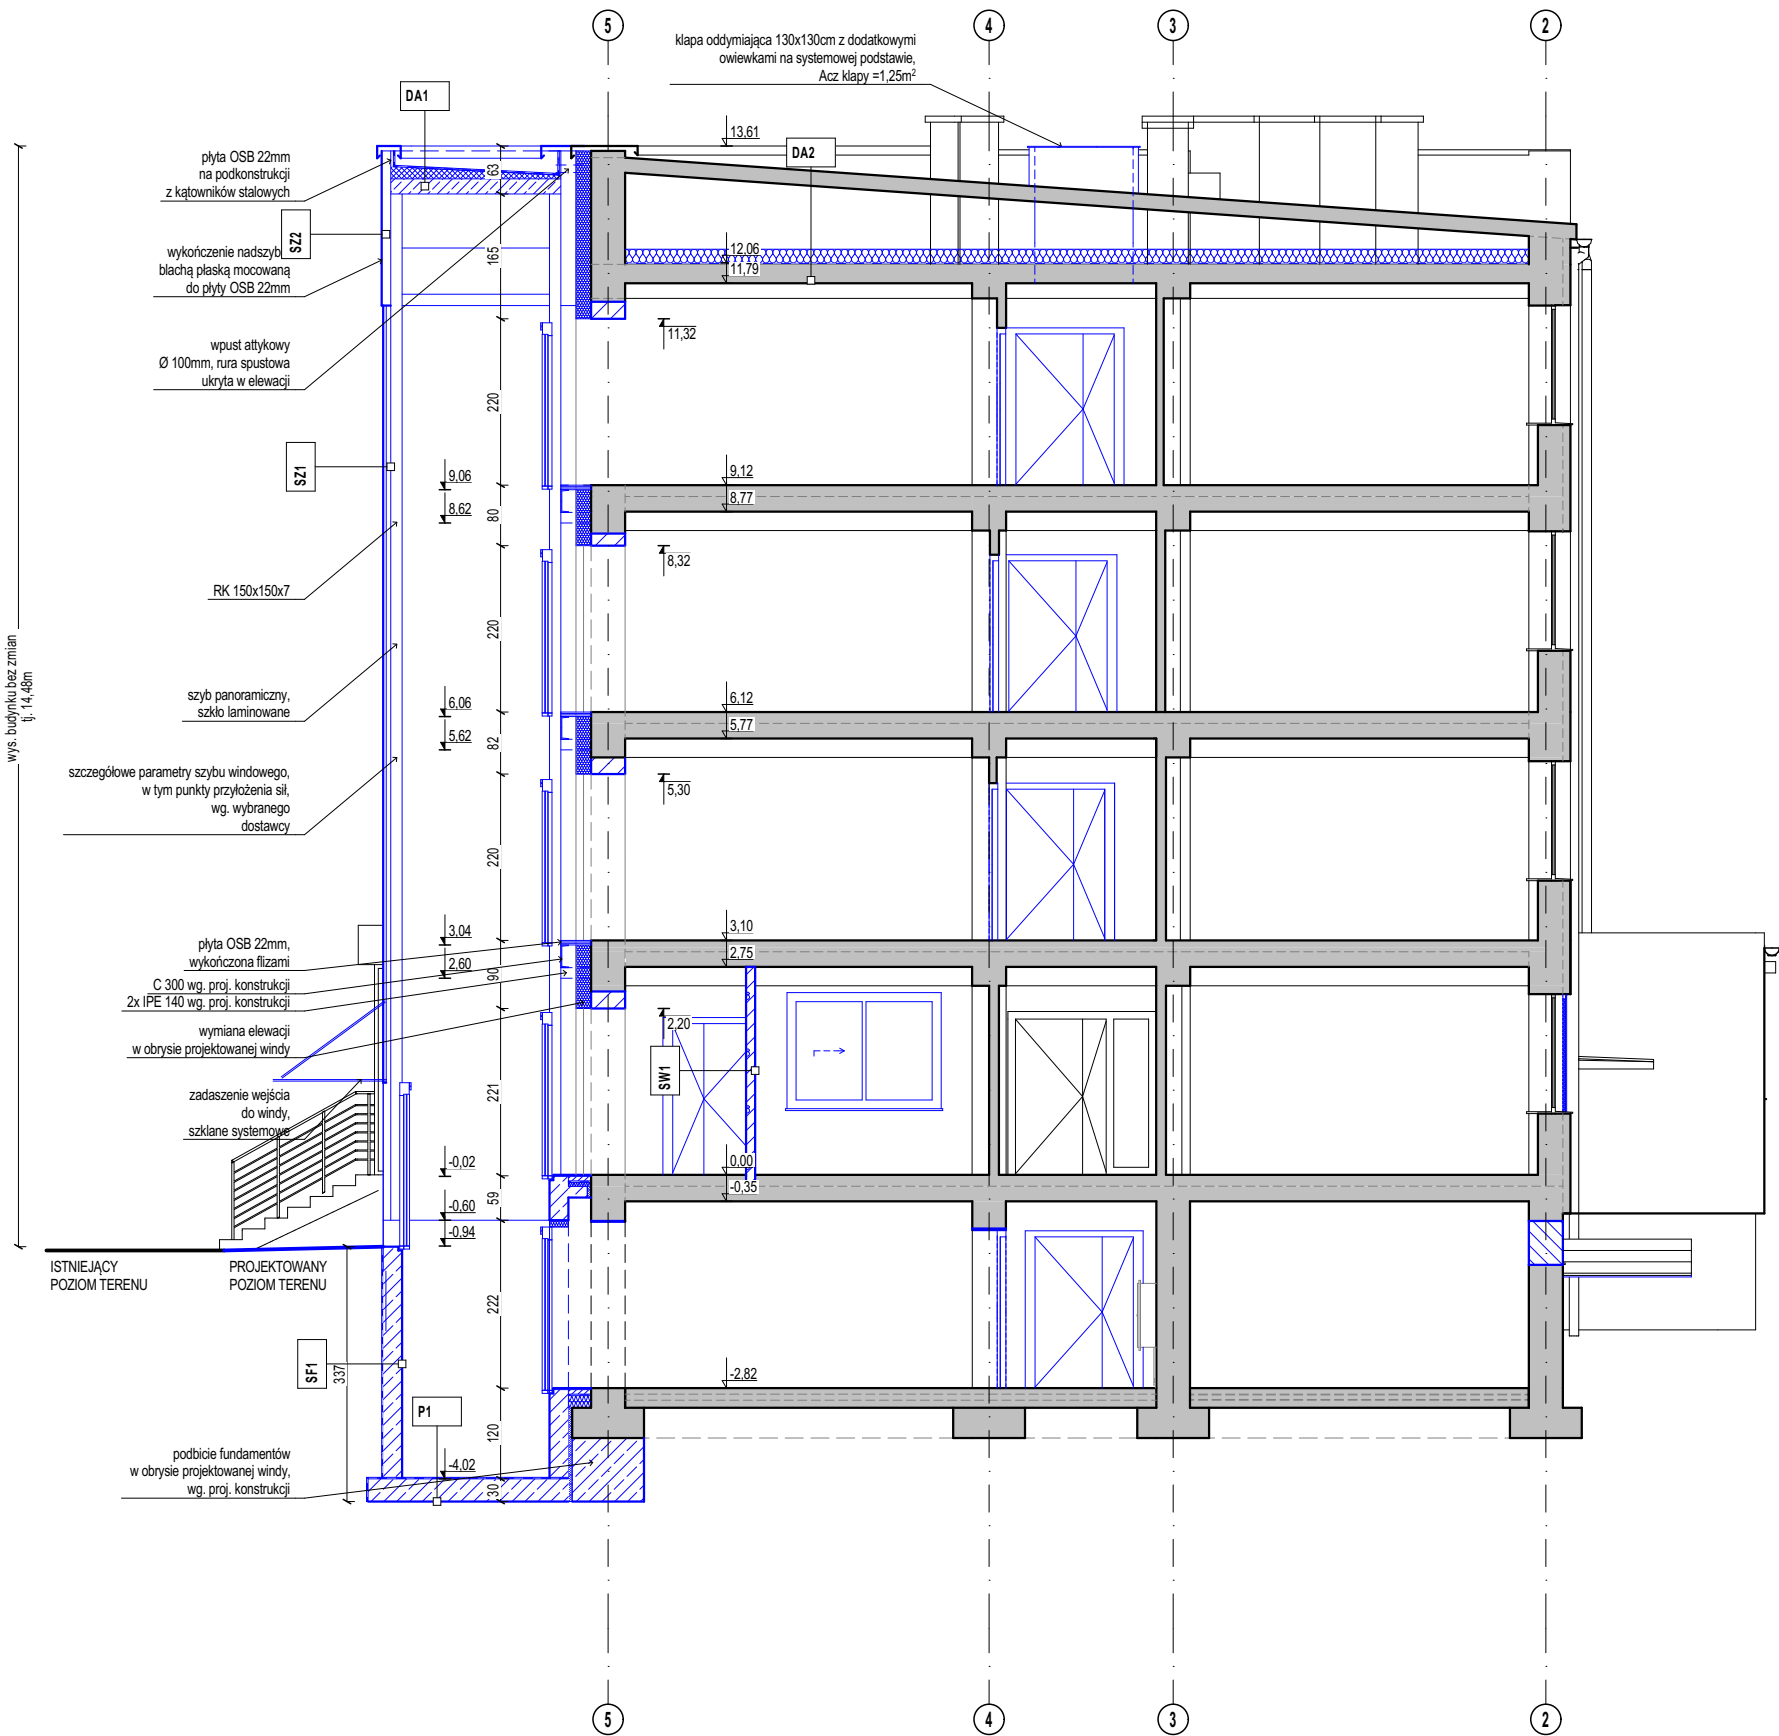 5
4
3
2
klapa oddymiająca 130x130cm z dodatkowymi
owiewkami na systemowej podstawie,
Acz klapy =1,25m²
DA1
13,61
DA2
płyta OSB 22mm
na podkonstrukcji
z kątowników stalowych
63
SZ2
wykończenie nadszyb
blachą płaską mocowaną
do płyty OSB 22mm
165
12,06
11,79
wpust attykowy
Ø 100mm, rura spustowa
ukryta w elewacji
11,32
220
SZ1
9,06
8,62
80
9,12
8,77
8,32
RK 150x150x7
220
wys. budynku bez zmian
tj. 14,48m
szyb panoramiczny,
szkło laminowane
6,06
5,62
82
6,12
5,77
szczegółowe parametry szybu windowego,
w tym punkty przyłożenia sił,
wg. wybranego
dostawcy
5,30
220
3,04
2,60
90
3,10
2,75
płyta OSB 22mm,
wykończona flizami
C 300 wg. proj. konstrukcji
2x IPE 140 wg. proj. konstrukcji
wymiana elewacji
w obrysie projektowanej windy
2,20
SW1
221
zadaszenie wejścia
do windy,
szklane systemowe
-0,02
0,00
-0,35
59
-0,60
-0,94
ISTNIEJĄCY
POZIOM TERENU
PROJEKTOWANY
POZIOM TERENU
222
SF1
337
-2,82
P1
120
podbicie fundamentów
w obrysie projektowanej windy,
wg. proj. konstrukcji
-4,02
30
5
4
3
2